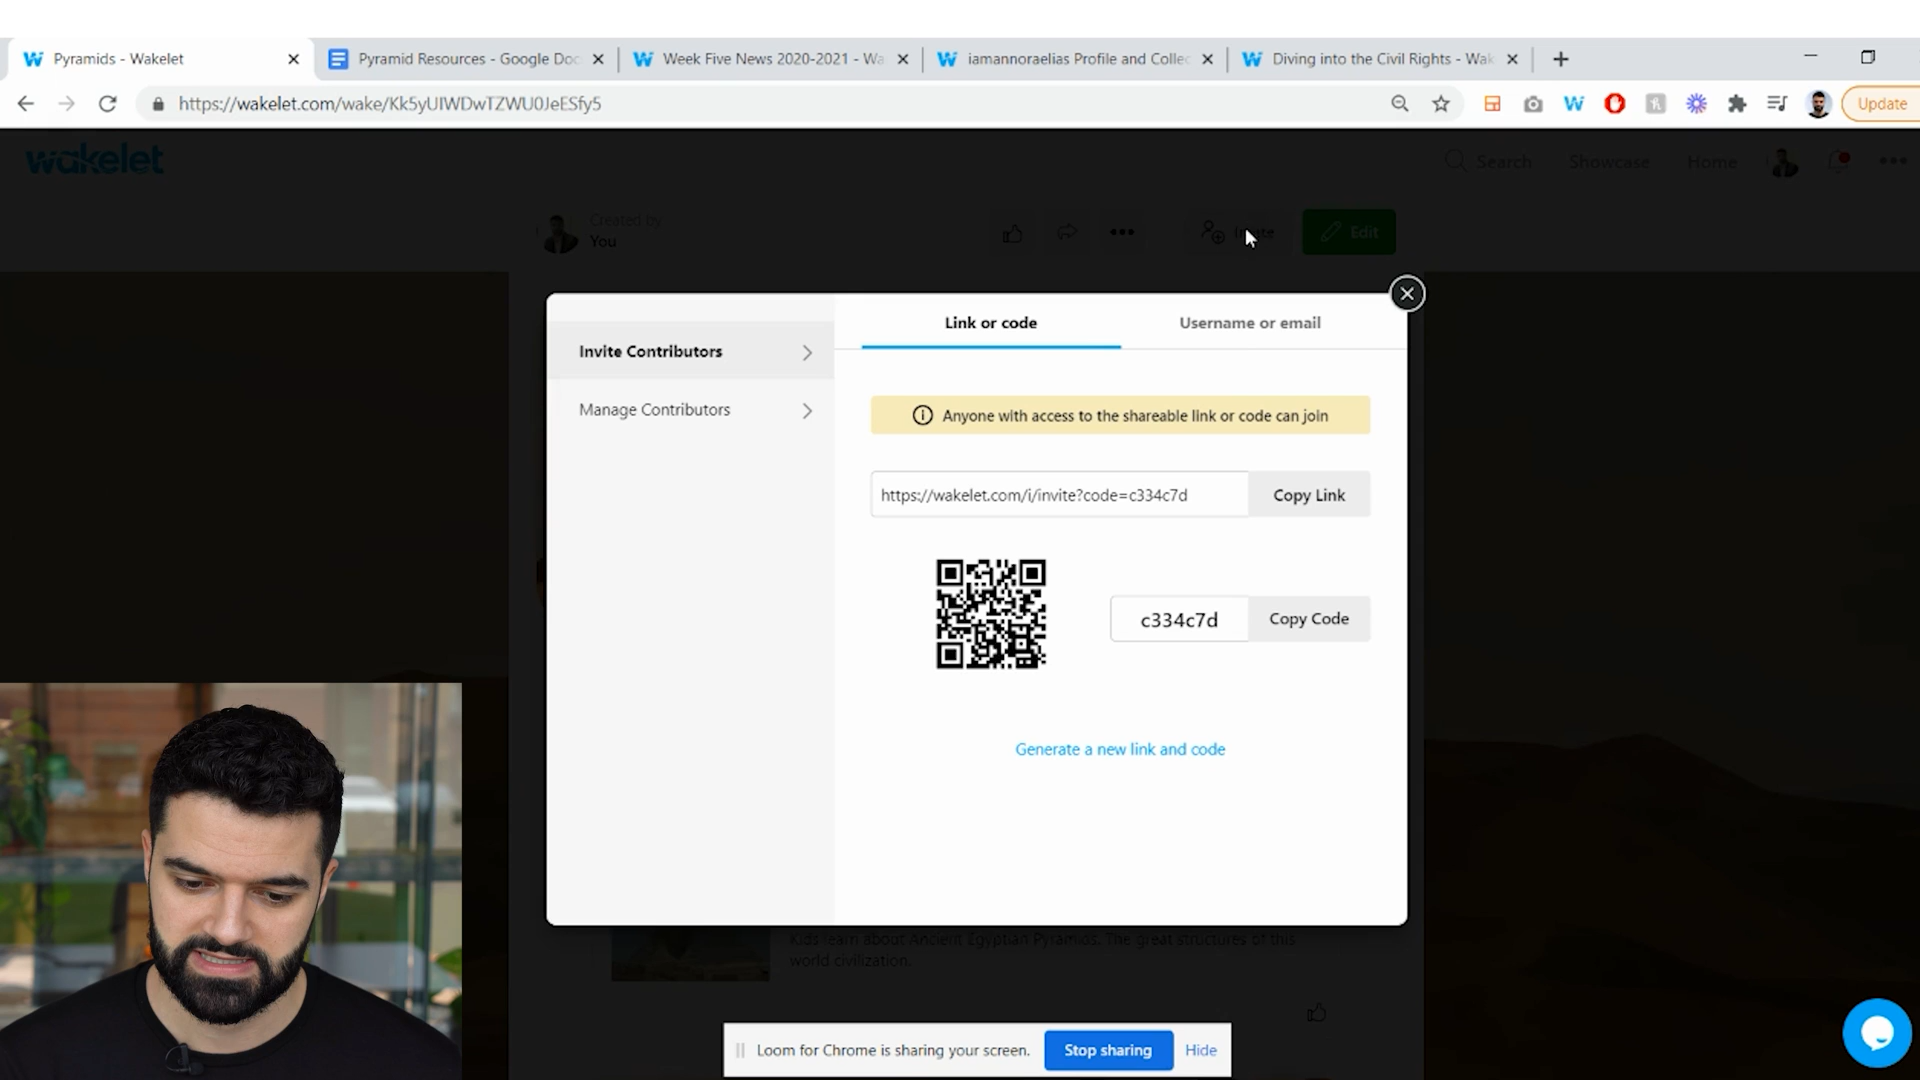 Pyramids - Wakelet
Pyramid Resources - Google Doc
Week Five News 2020-2021 - Wa
iamannoraelias Profile and Collec
Diving into the Civil Rights - Wak
https://wakelet.com/wake/Kk5yUIWDwTZWU0JeESfy5
Update
wakelet
Search
Showcase
Home
Created by
You
Invite
Edit
Invite Contributors
Manage Contributors
Link or code
Username or email
Anyone with access to the shareable link or code can join
https://wakelet.com/i/invite?code=c334c7d
Copy Link
c334c7d
Copy Code
Generate a new link and code
Kids learn about Ancient Egyptian Pyramids. The great structures of this
world civilization.
Loom for Chrome is sharing your screen.
Stop sharing
Hide